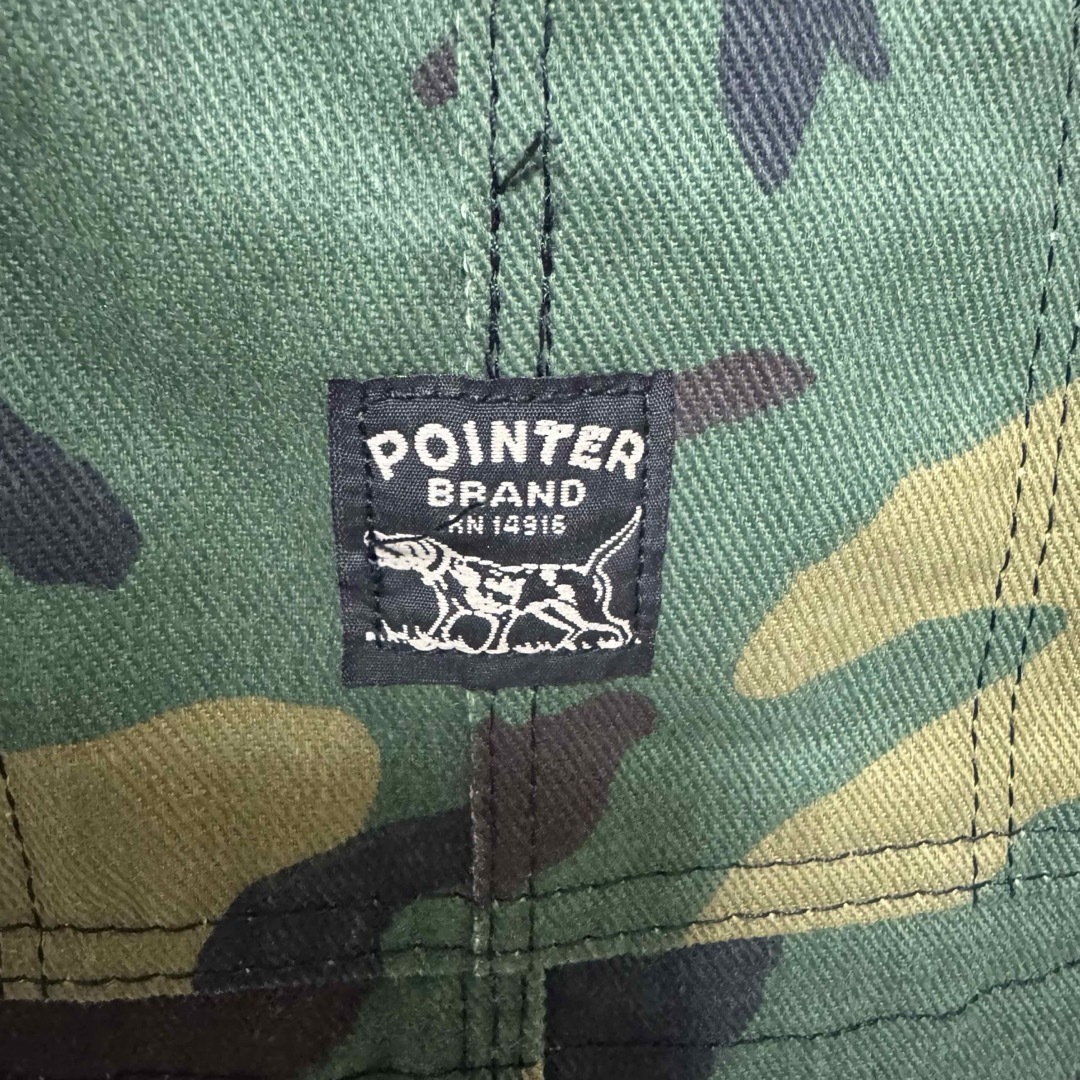 POINTER
BRAND
RN 14916